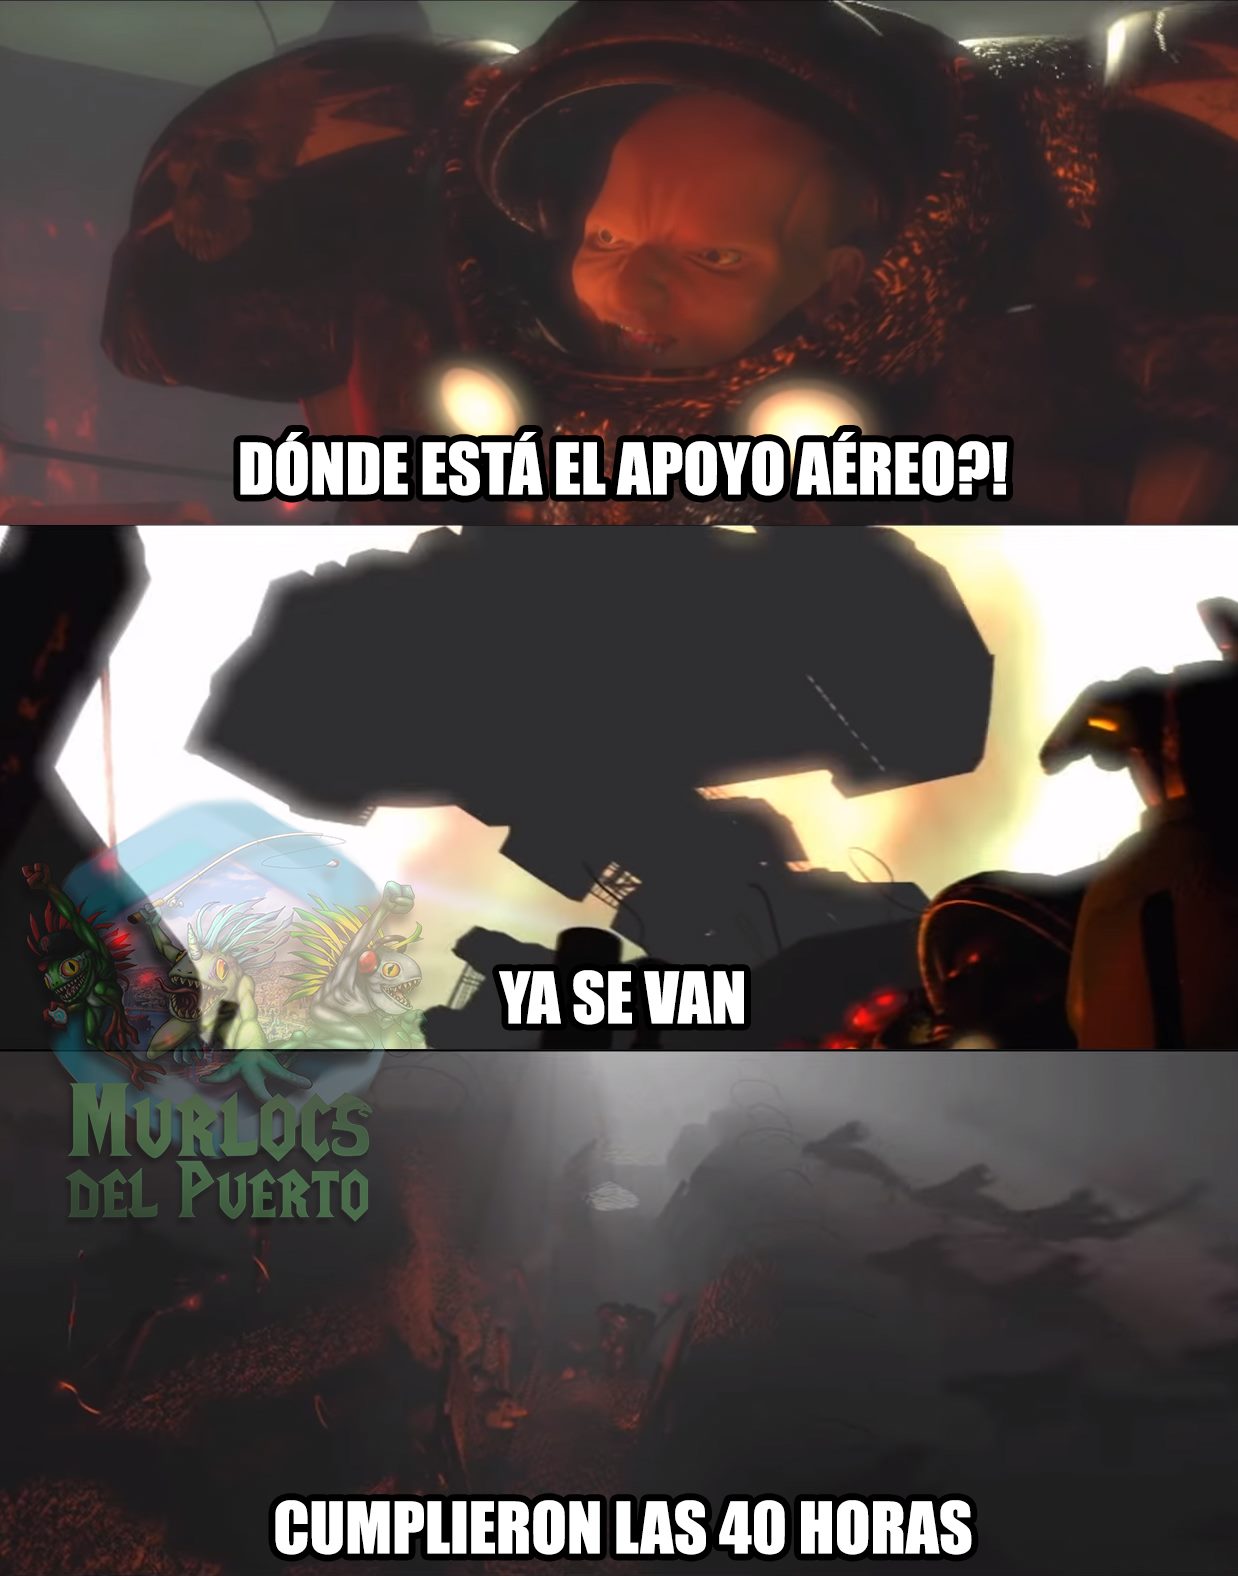 DÓNDE ESTÁ EL APOYO AÉREO?!
YA SE VAN
MURLOCS
DEL PUERTO
CUMPLIERON LAS 40 HORAS